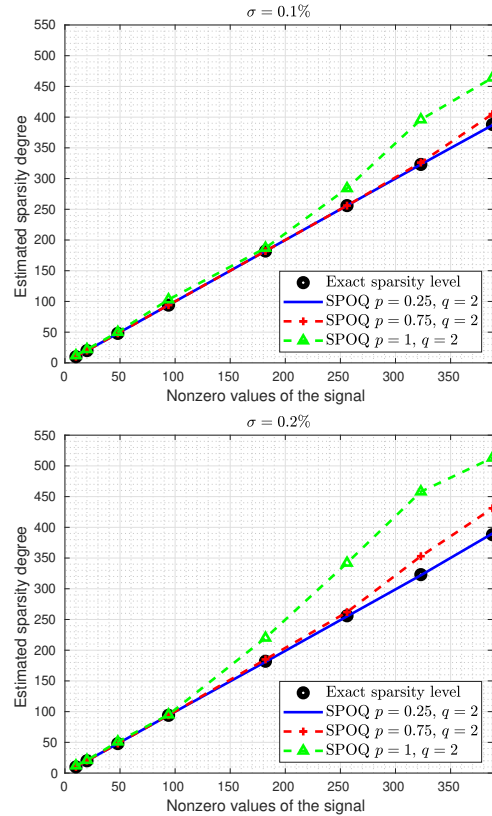 σ = 0.1%
550
500
450
400
350
300
250
200
150
100
50
0
Estimated sparsity degree
Exact sparsity level
SPOQ p = 0.25, q = 2
SPOQ p = 0.75, q = 2
SPOQ p = 1, q = 2
0 50 100 150 200 250 300 350
Nonzero values of the signal
σ = 0.2%
550
500
450
400
350
300
250
200
150
100
50
0
Estimated sparsity degree
Exact sparsity level
SPOQ p = 0.25, q = 2
SPOQ p = 0.75, q = 2
SPOQ p = 1, q = 2
0 50 100 150 200 250 300 350
Nonzero values of the signal